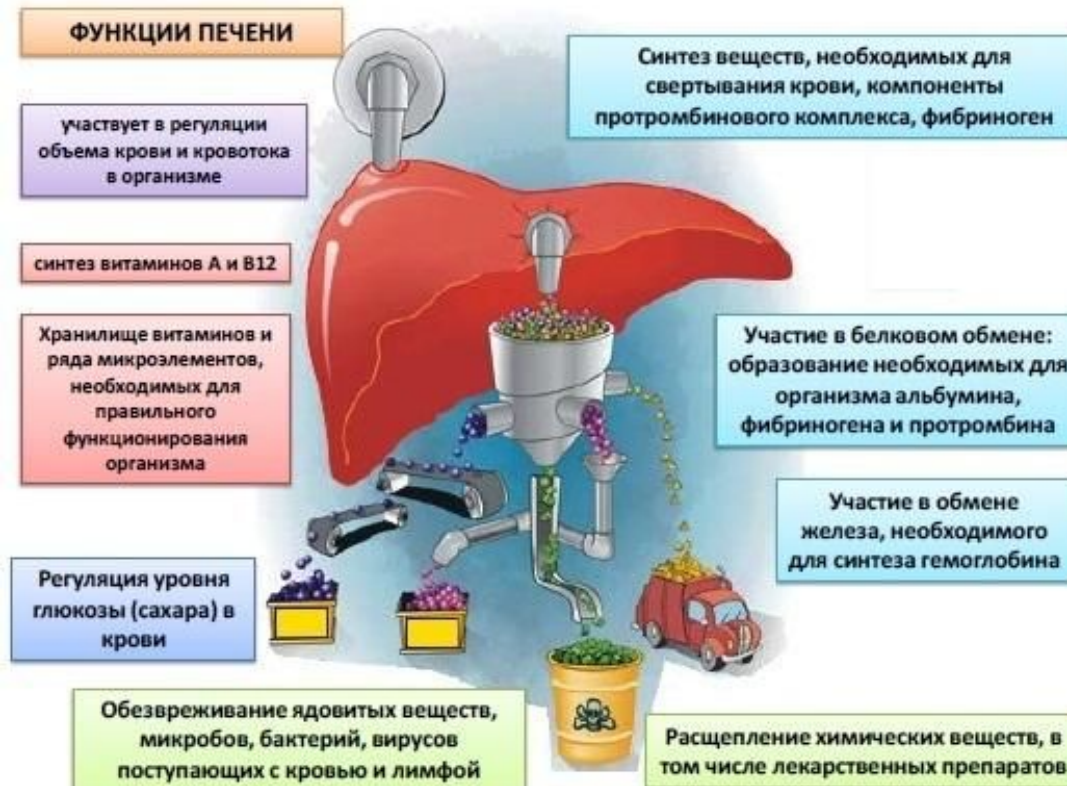 ФУНКЦИИ ПЕЧЕНИ
участвует в регуляции
объема крови и кровотока
в организме
синтез витаминов А и В12
Хранилище витаминов и
ряда микроэлементов,
необходимых для
правильного
функционирования
организма
Регуляция уровня
глюкозы (сахара) в
крови
Синтез веществ, необходимых для
свертывания крови, компоненты
протромбинового комплекса, фибриноген
Участие в белковом обмене:
образование необходимых для
организма альбумина,
фибриногена и протромбина
Участие в обмене
железа, необходимого
для синтеза гемоглобина
Обезвреживание ядовитых веществ,
микробов, бактерий, вирусов
поступающих с кровью и лимфой
Расщепление химических веществ, в
том числе лекарственных препаратов